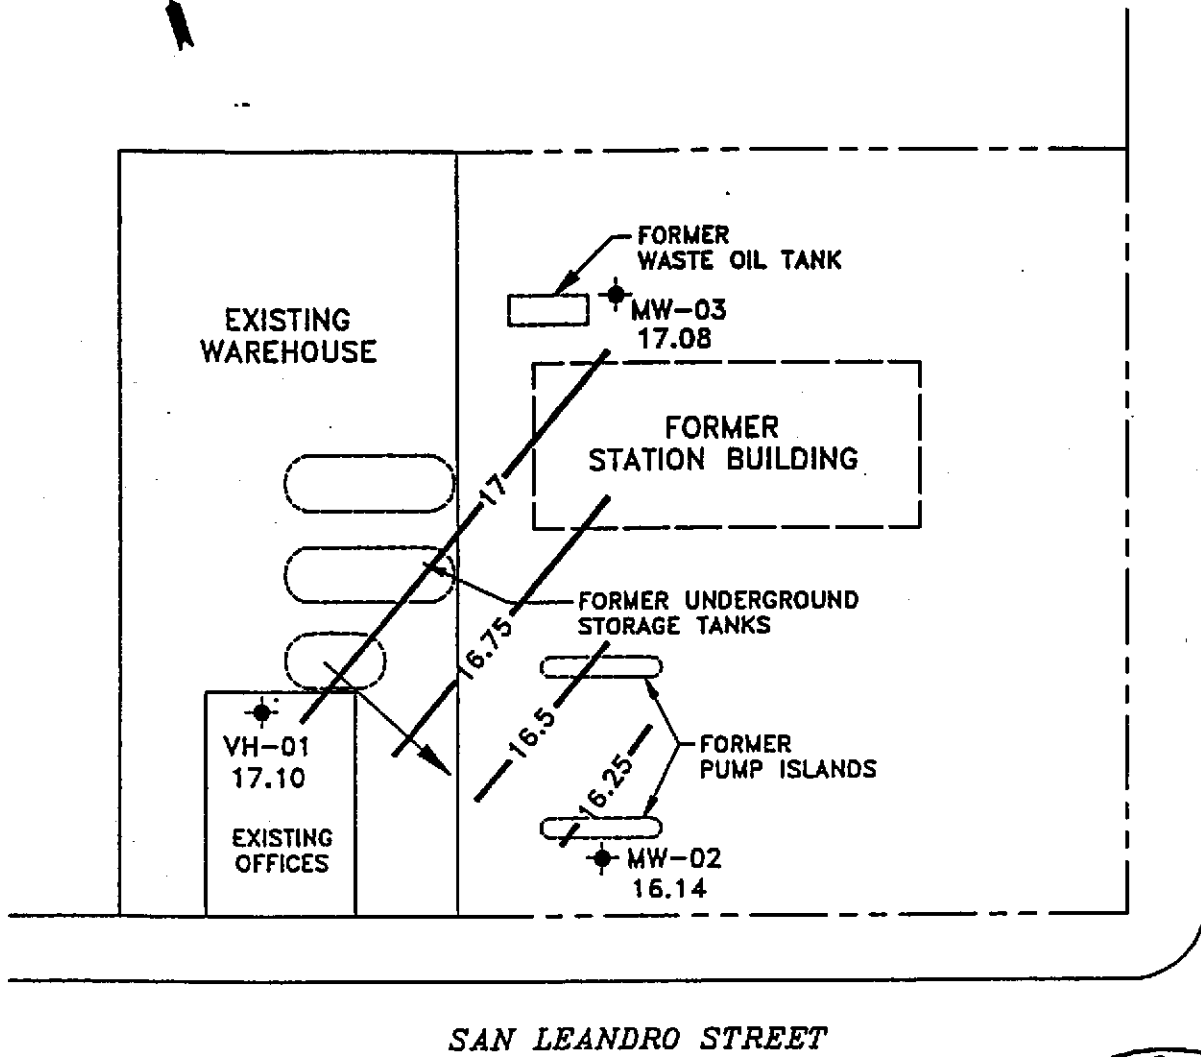 FORMER
WASTE OIL TANK
MW-03
17.08
EXISTING
WAREHOUSE
FORMER
STATION BUILDING
17
FORMER UNDERGROUND
STORAGE TANKS
16.75
16.5
VH-01
17.10
FORMER
PUMP ISLANDS
16.25
EXISTING
OFFICES
MW-02
16.14
SAN LEANDRO STREET